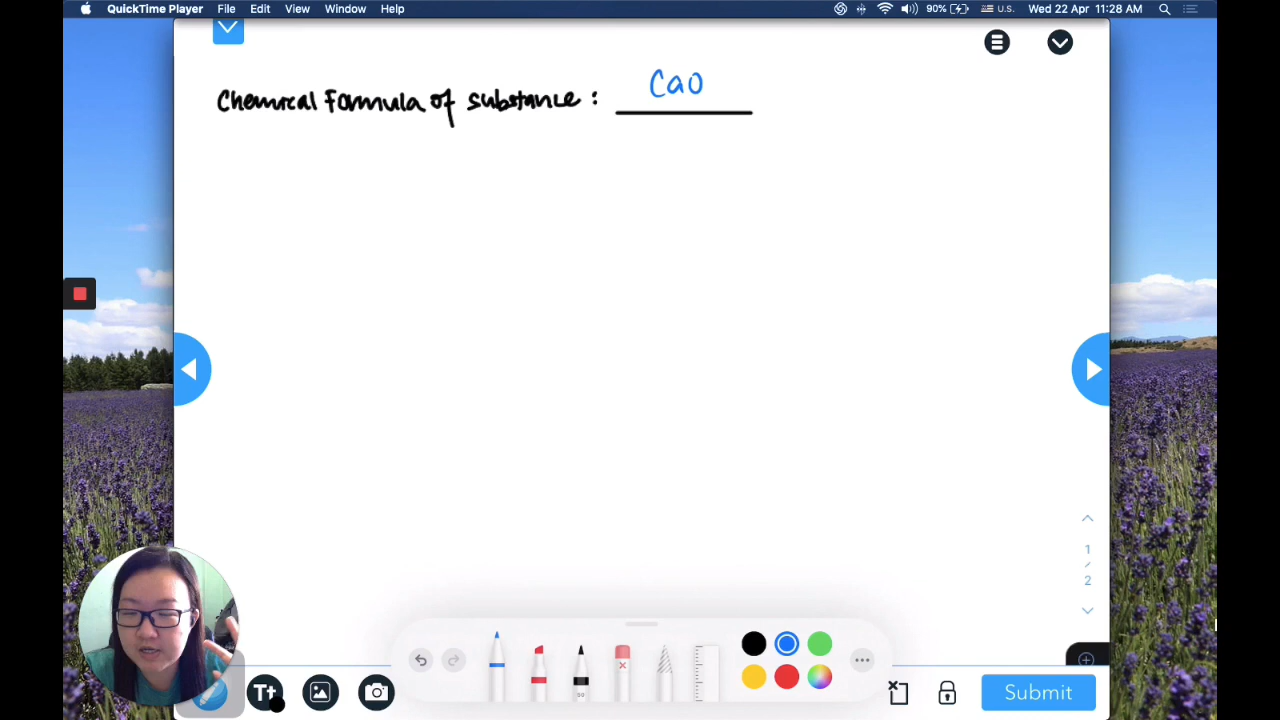 QuickTime Player File Edit View Window Help 90% U.S. Wed 22 Apr 11:28 AM
Chemical Formula of substance : CaO
1
2
Tt
Submit